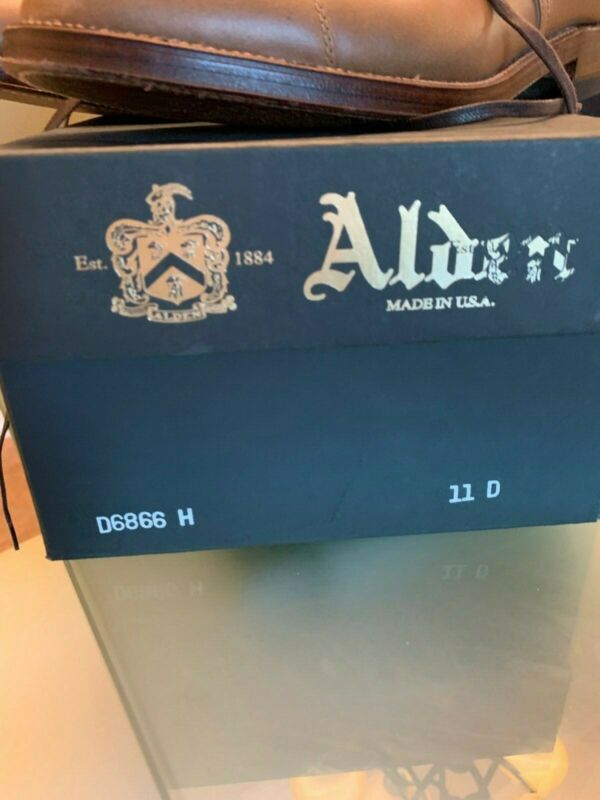 Est. 1884
Alden
MADE IN U.S.A.
ALDEN
D6866 H
11 D